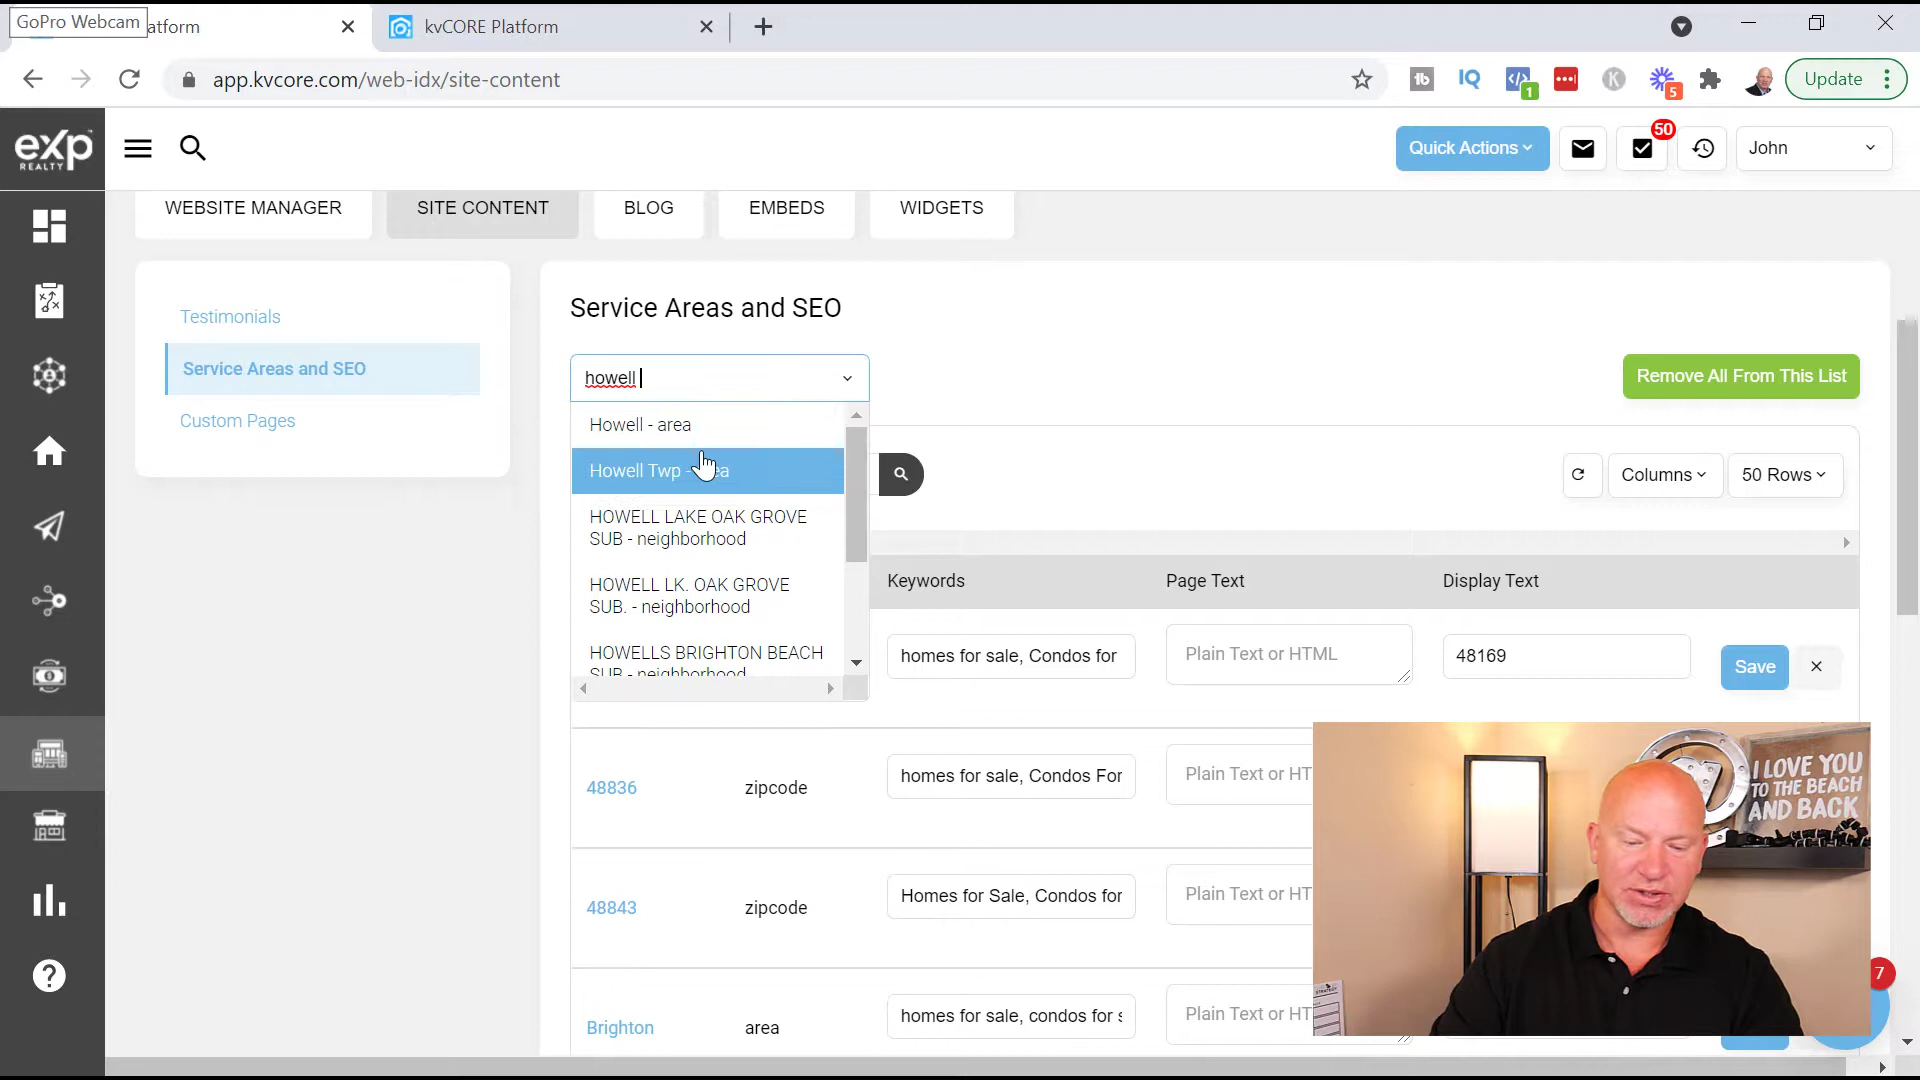 GoPro Webcam
atform
kvCORE Platform
app.kvcore.com/web-idx/site-content
tb
IQ
1
K
5
Update
exp
REALTY
Quick Actions
50
John
WEBSITE MANAGER
SITE CONTENT
BLOG
EMBEDS
WIDGETS
Testimonials
Service Areas and SEO
Custom Pages
Service Areas and SEO
howell
Remove All From This List
Howell - area
Howell Twp -
HOWELL LAKE OAK GROVE
SUB - neighborhood
HOWELL LK. OAK GROVE
SUB. - neighborhood
HOWELLS BRIGHTON BEACH
SUB - neighborhood
Columns
50 Rows
Keywords
Page Text
Display Text
homes for sale, Condos for
Plain Text or HTML
48169
Save
48836
zipcode
homes for sale, Condos For
Plain Text or HT
48843
zipcode
Homes for Sale, Condos for
Plain Text or HT
Brighton
area
homes for sale, condos for s
Plain Text or HT
I LOVE YOU
TO THE BEACH
AND BACK
STRATEGY
7